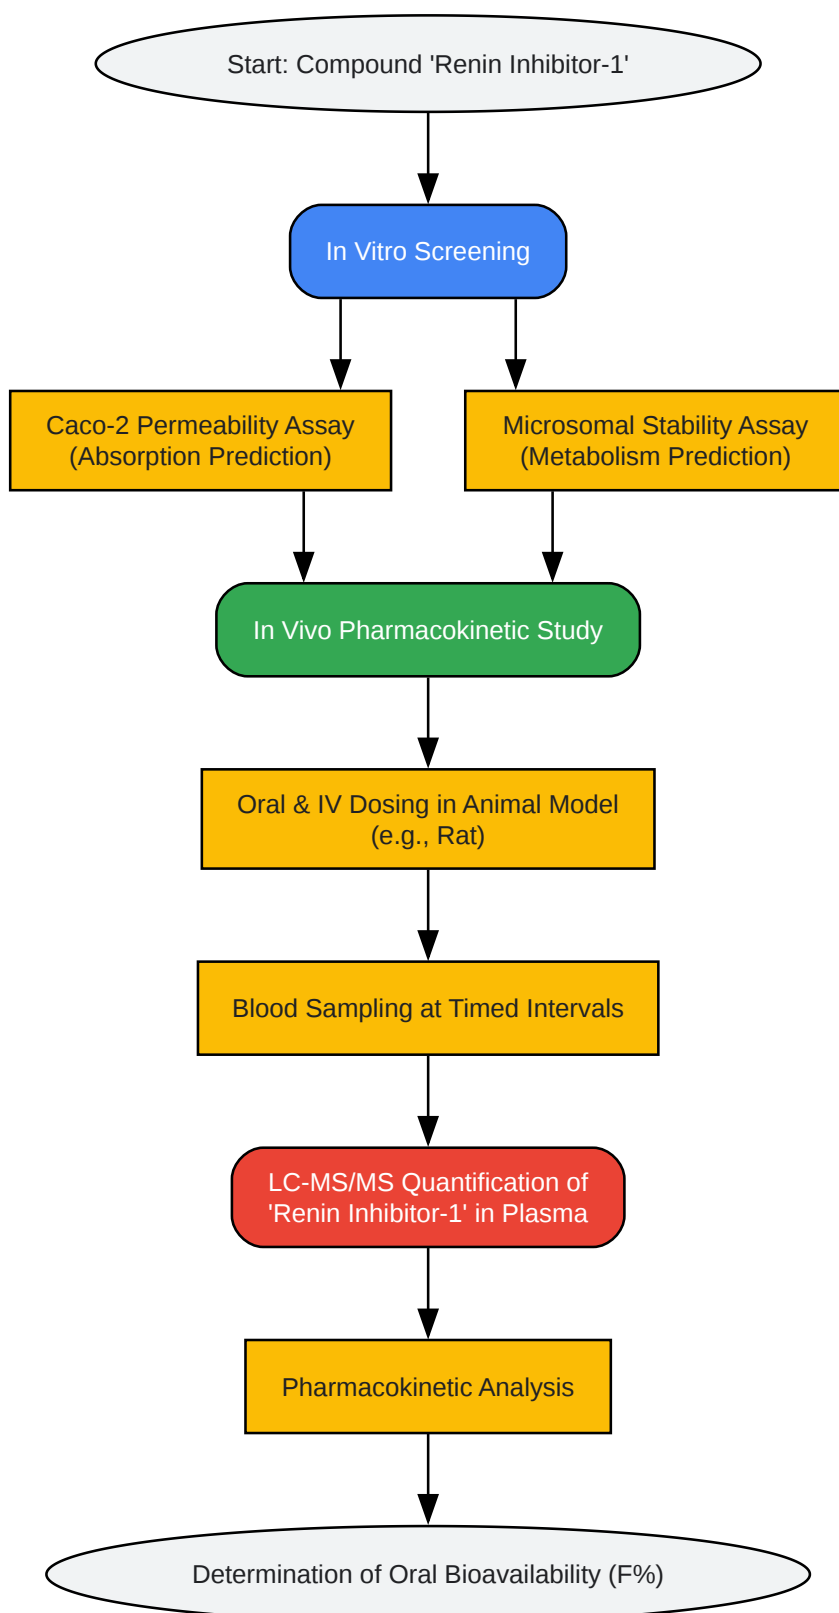 Start: Compound 'Renin Inhibitor-1'
In Vitro Screening
Caco-2 Permeability Assay
(Absorption Prediction)
Microsomal Stability Assay
(Metabolism Prediction)
In Vivo Pharmacokinetic Study
Oral & IV Dosing in Animal Model
(e.g., Rat)
Blood Sampling at Timed Intervals
LC-MS/MS Quantification of
'Renin Inhibitor-1' in Plasma
Pharmacokinetic Analysis
Determination of Oral Bioavailability (F%)